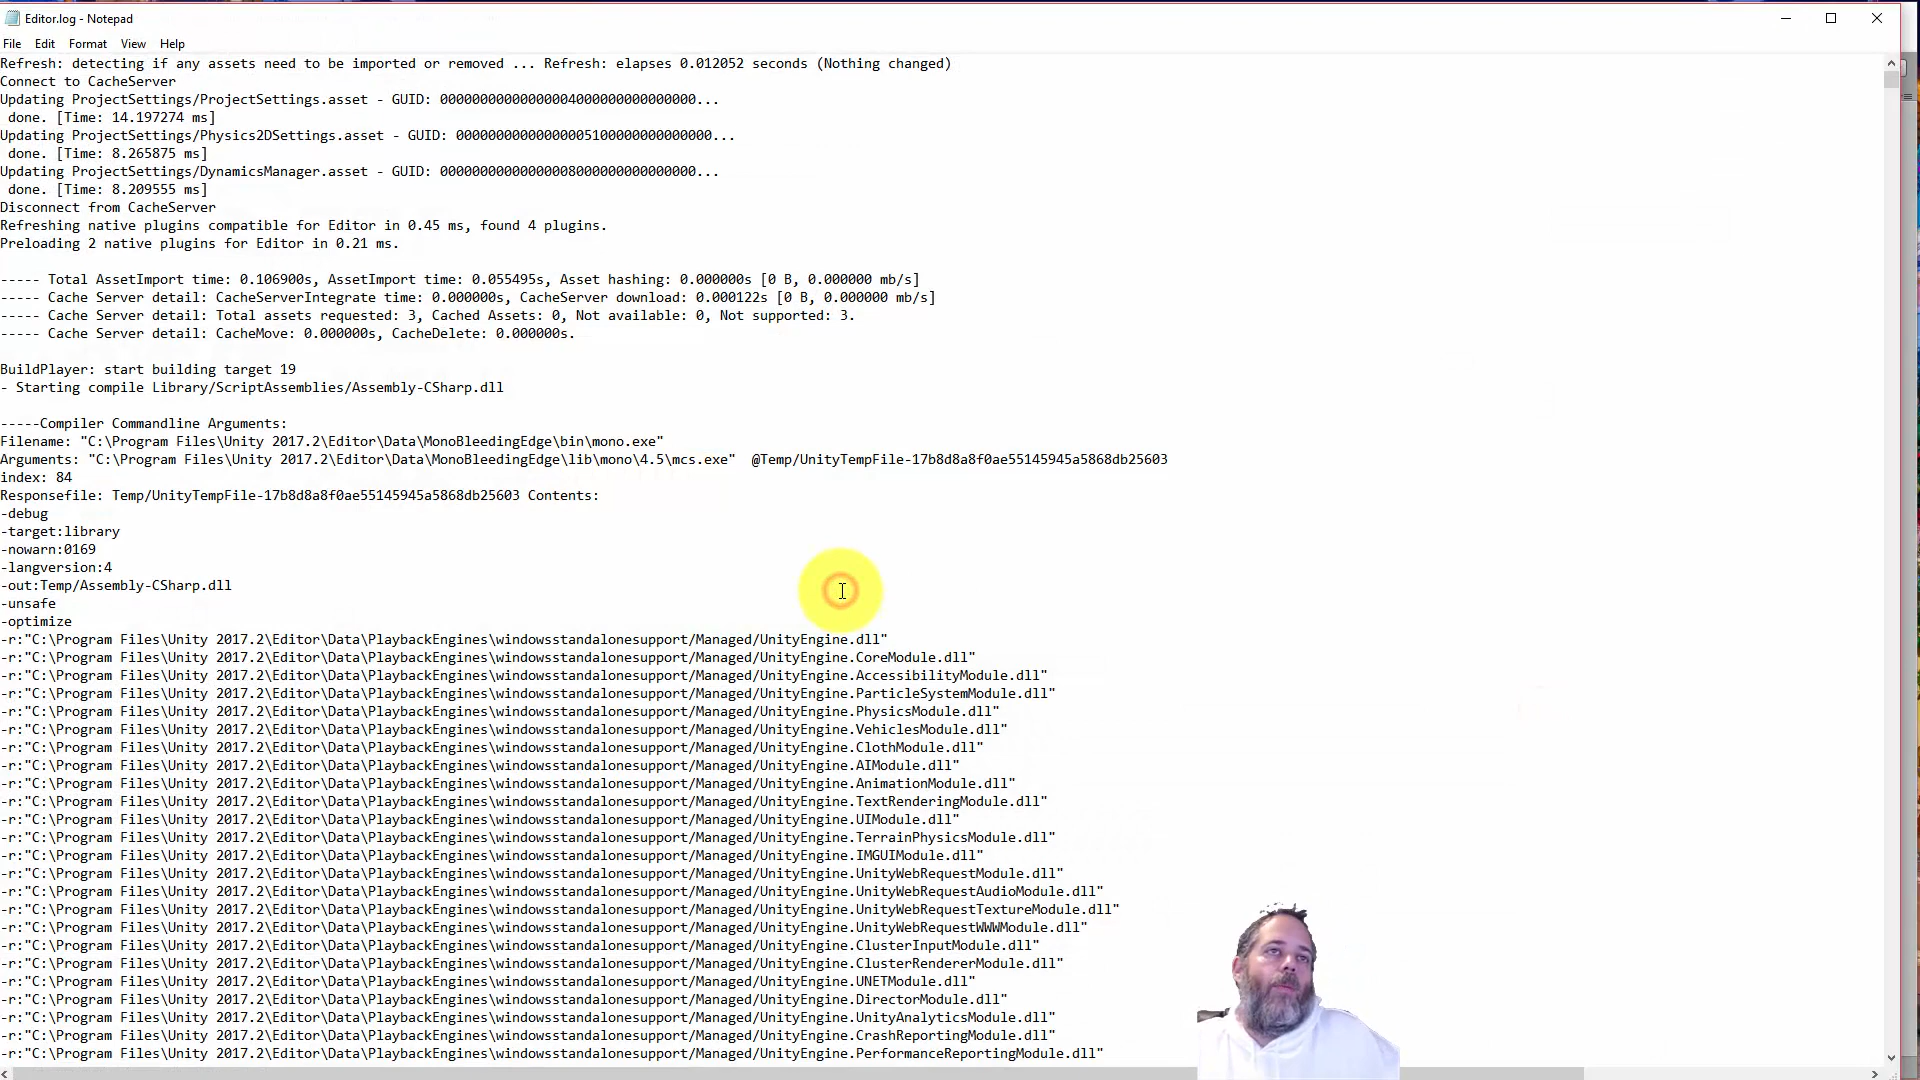 Editor.log - Notepad
File Edit Format View Help
Refresh: detecting if any assets need to be imported or removed ... Refresh: elapses 0.012052 seconds (Nothing changed)
Connect to CacheServer
Updating ProjectSettings/ProjectSettings.asset - GUID: 00000000000000004000000000000000...
 done. [Time: 14.197274 ms]
Updating ProjectSettings/Physics2DSettings.asset - GUID: 00000000000000005100000000000000...
 done. [Time: 8.265875 ms]
Updating ProjectSettings/DynamicsManager.asset - GUID: 00000000000000008000000000000000...
 done. [Time: 8.209555 ms]
Disconnect from CacheServer
Refreshing native plugins compatible for Editor in 0.45 ms, found 4 plugins.
Preloading 2 native plugins for Editor in 0.21 ms.
----- Total AssetImport time: 0.106900s, AssetImport time: 0.055495s, Asset hashing: 0.000000s [0 B, 0.000000 mb/s]
----- Cache Server detail: CacheServerIntegrate time: 0.000000s, CacheServer download: 0.000122s [0 B, 0.000000 mb/s]
----- Cache Server detail: Total assets requested: 3, Cached Assets: 0, Not available: 0, Not supported: 3.
----- Cache Server detail: CacheMove: 0.000000s, CacheDelete: 0.000000s.
BuildPlayer: start building target 19
- Starting compile Library/ScriptAssemblies/Assembly-CSharp.dll
-----Compiler Commandline Arguments:
Filename: "C:\Program Files\Unity 2017.2\Editor\Data\MonoBleedingEdge\bin\mono.exe"
Arguments: "C:\Program Files\Unity 2017.2\Editor\Data\MonoBleedingEdge\lib\mono\4.5\mcs.exe"  @Temp/UnityTempFile-17b8d8a8f0ae55145945a5868db25603
index: 84
Responsefile: Temp/UnityTempFile-17b8d8a8f0ae55145945a5868db25603 Contents:
-debug
-target:library
-nowarn:0169
-langversion:4
-out:Temp/Assembly-CSharp.dll
-unsafe
-optimize
-r:"C:\Program Files\Unity 2017.2\Editor\Data\PlaybackEngines\windowsstandalonesupport/Managed/UnityEngine.dll"
-r:"C:\Program Files\Unity 2017.2\Editor\Data\PlaybackEngines\windowsstandalonesupport/Managed/UnityEngine.CoreModule.dll"
-r:"C:\Program Files\Unity 2017.2\Editor\Data\PlaybackEngines\windowsstandalonesupport/Managed/UnityEngine.AccessibilityModule.dll"
-r:"C:\Program Files\Unity 2017.2\Editor\Data\PlaybackEngines\windowsstandalonesupport/Managed/UnityEngine.ParticleSystemModule.dll"
-r:"C:\Program Files\Unity 2017.2\Editor\Data\PlaybackEngines\windowsstandalonesupport/Managed/UnityEngine.PhysicsModule.dll"
-r:"C:\Program Files\Unity 2017.2\Editor\Data\PlaybackEngines\windowsstandalonesupport/Managed/UnityEngine.VehiclesModule.dll"
-r:"C:\Program Files\Unity 2017.2\Editor\Data\PlaybackEngines\windowsstandalonesupport/Managed/UnityEngine.ClothModule.dll"
-r:"C:\Program Files\Unity 2017.2\Editor\Data\PlaybackEngines\windowsstandalonesupport/Managed/UnityEngine.AIModule.dll"
-r:"C:\Program Files\Unity 2017.2\Editor\Data\PlaybackEngines\windowsstandalonesupport/Managed/UnityEngine.AnimationModule.dll"
-r:"C:\Program Files\Unity 2017.2\Editor\Data\PlaybackEngines\windowsstandalonesupport/Managed/UnityEngine.TextRenderingModule.dll"
-r:"C:\Program Files\Unity 2017.2\Editor\Data\PlaybackEngines\windowsstandalonesupport/Managed/UnityEngine.UIModule.dll"
-r:"C:\Program Files\Unity 2017.2\Editor\Data\PlaybackEngines\windowsstandalonesupport/Managed/UnityEngine.TerrainPhysicsModule.dll"
-r:"C:\Program Files\Unity 2017.2\Editor\Data\PlaybackEngines\windowsstandalonesupport/Managed/UnityEngine.IMGUIModule.dll"
-r:"C:\Program Files\Unity 2017.2\Editor\Data\PlaybackEngines\windowsstandalonesupport/Managed/UnityEngine.UnityWebRequestModule.dll"
-r:"C:\Program Files\Unity 2017.2\Editor\Data\PlaybackEngines\windowsstandalonesupport/Managed/UnityEngine.UnityWebRequestAudioModule.dll"
-r:"C:\Program Files\Unity 2017.2\Editor\Data\PlaybackEngines\windowsstandalonesupport/Managed/UnityEngine.UnityWebRequestTextureModule.dll"
-r:"C:\Program Files\Unity 2017.2\Editor\Data\PlaybackEngines\windowsstandalonesupport/Managed/UnityEngine.UnityWebRequestWWWModule.dll"
-r:"C:\Program Files\Unity 2017.2\Editor\Data\PlaybackEngines\windowsstandalonesupport/Managed/UnityEngine.ClusterInputModule.dll"
-r:"C:\Program Files\Unity 2017.2\Editor\Data\PlaybackEngines\windowsstandalonesupport/Managed/UnityEngine.ClusterRendererModule.dll"
-r:"C:\Program Files\Unity 2017.2\Editor\Data\PlaybackEngines\windowsstandalonesupport/Managed/UnityEngine.UNETModule.dll"
-r:"C:\Program Files\Unity 2017.2\Editor\Data\PlaybackEngines\windowsstandalonesupport/Managed/UnityEngine.DirectorModule.dll"
-r:"C:\Program Files\Unity 2017.2\Editor\Data\PlaybackEngines\windowsstandalonesupport/Managed/UnityEngine.UnityAnalyticsModule.dll"
-r:"C:\Program Files\Unity 2017.2\Editor\Data\PlaybackEngines\windowsstandalonesupport/Managed/UnityEngine.CrashReportingModule.dll"
-r:"C:\Program Files\Unity 2017.2\Editor\Data\PlaybackEngines\windowsstandalonesupport/Managed/UnityEngine.PerformanceReportingModule.dll"